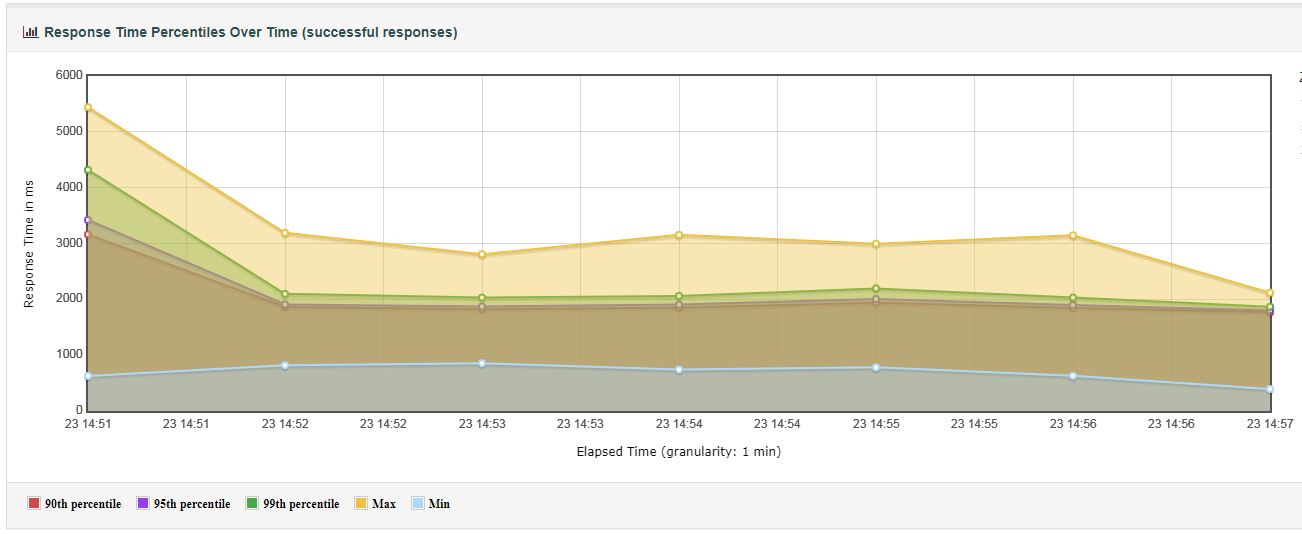 Response Time Percentiles Over Time (successful responses)
6000
5000
4000
3000
2000
1000
0
Response Time in ms
23 14:51 23 14:51 23 14:52 23 14:52 23 14:53 23 14:53 23 14:54 23 14:54 23 14:55 23 14:55 23 14:56 23 14:56 23 14:57
Elapsed Time (granularity: 1 min)
90th percentile 95th percentile 99th percentile Max Min